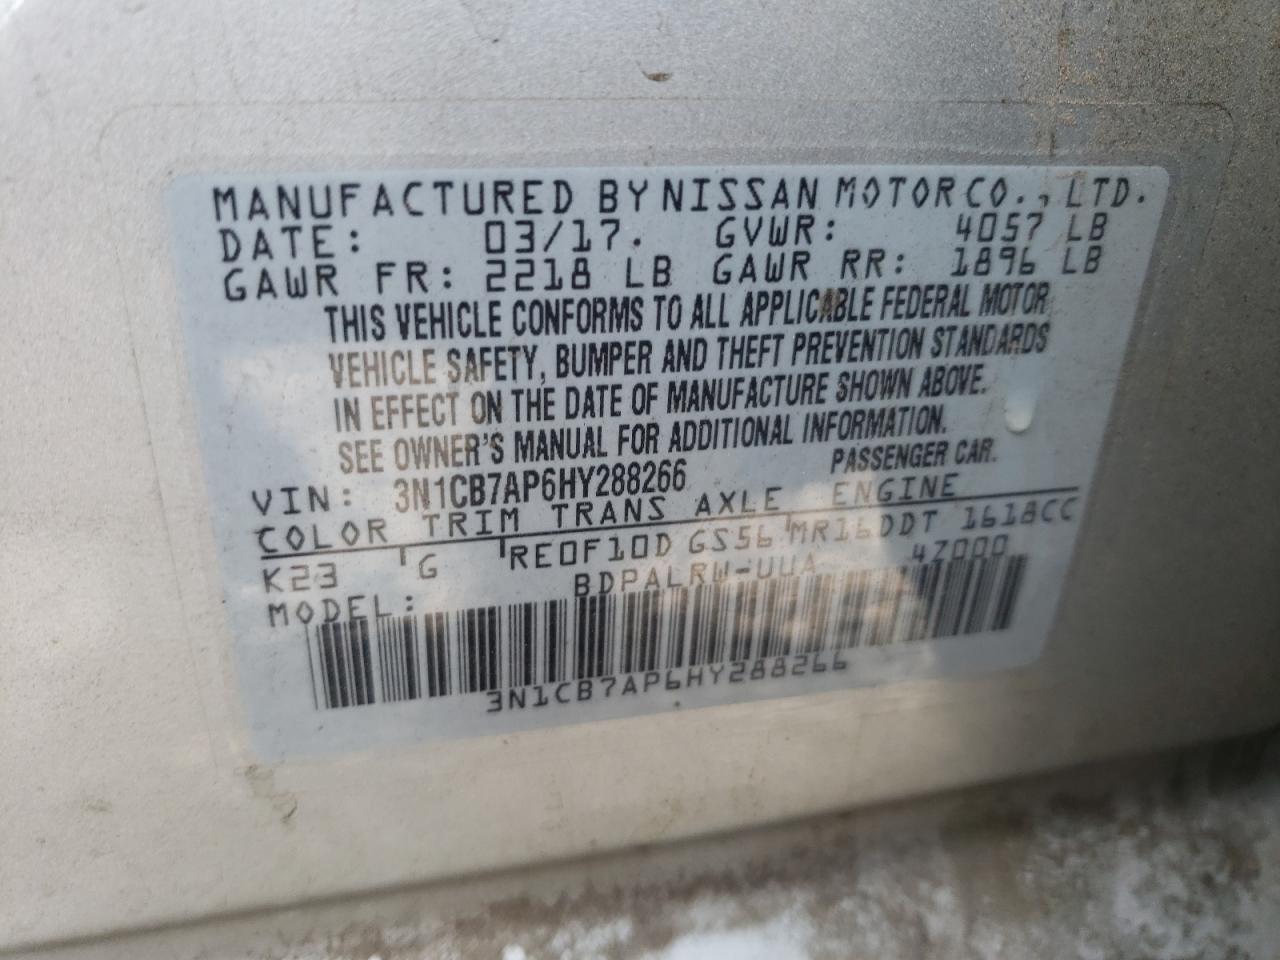 MANUFACTURED BY NISSAN MOTOR CO., LTD.
DATE: 03/17. GVWR: 4057 LB
GAWR FR: 2218 LB GAWR RR: 1896 LB
THIS VEHICLE CONFORMS TO ALL APPLICABLE FEDERAL MOTOR
VEHICLE SAFETY, BUMPER AND THEFT PREVENTION STANDARDS
IN EFFECT ON THE DATE OF MANUFACTURE SHOWN ABOVE.
SEE OWNER'S MANUAL FOR ADDITIONAL INFORMATION.
VIN: 3N1CB7AP6HY288266 PASSENGER CAR.
COLOR TRIM TRANS AXLE ENGINE
K23 G RE0F10D GS56 MR16DDT 1618CC
MODEL: BDPALRW-UUA 47000
3N1CB7AP6HY288266